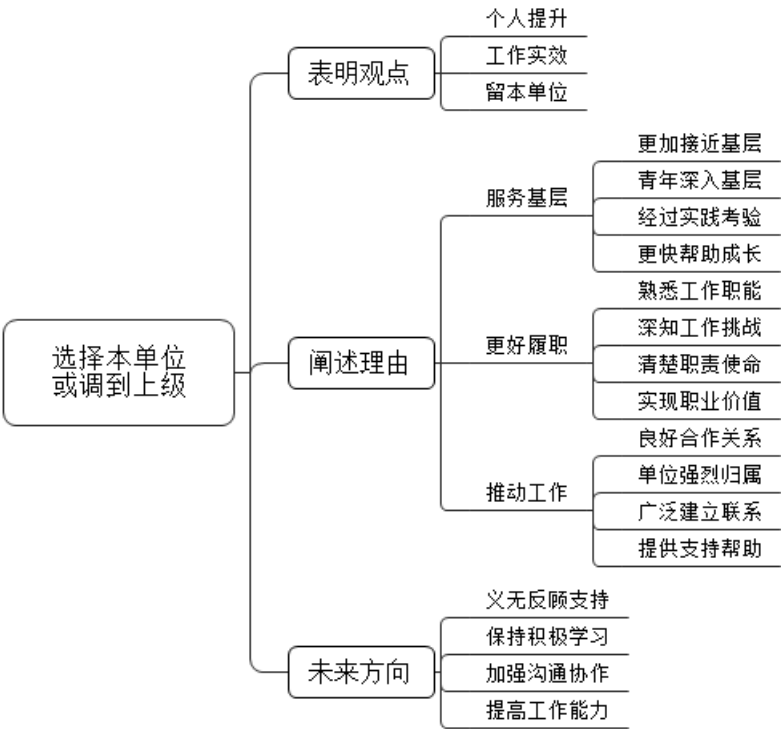 选择本单位
或调到上级
表明观点
个人提升
工作实效
留本单位
阐述理由
服务基层
更加接近基层
青年深入基层
经过实践考验
更快帮助成长
更好履职
熟悉工作职能
深知工作挑战
清楚职责使命
实现职业价值
推动工作
良好合作关系
单位强烈归属
广泛建立联系
提供支持帮助
未来方向
义无反顾支持
保持积极学习
加强沟通协作
提高工作能力